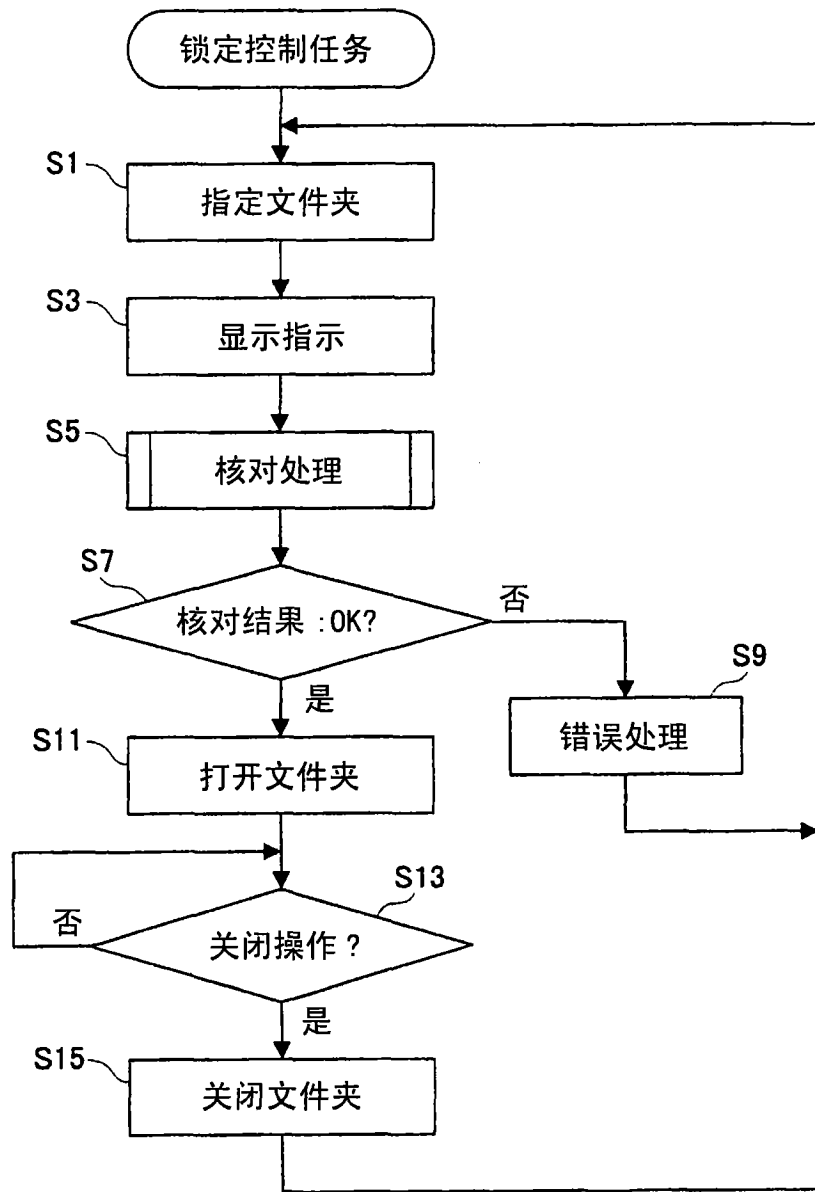 锁定控制任务
S1
指定文件夹
S3
显示指示
S5
核对处理
S7
核对结果:OK?
否
是
S9
错误处理
S11
打开文件夹
S13
否
关闭操作?
是
S15
关闭文件夹